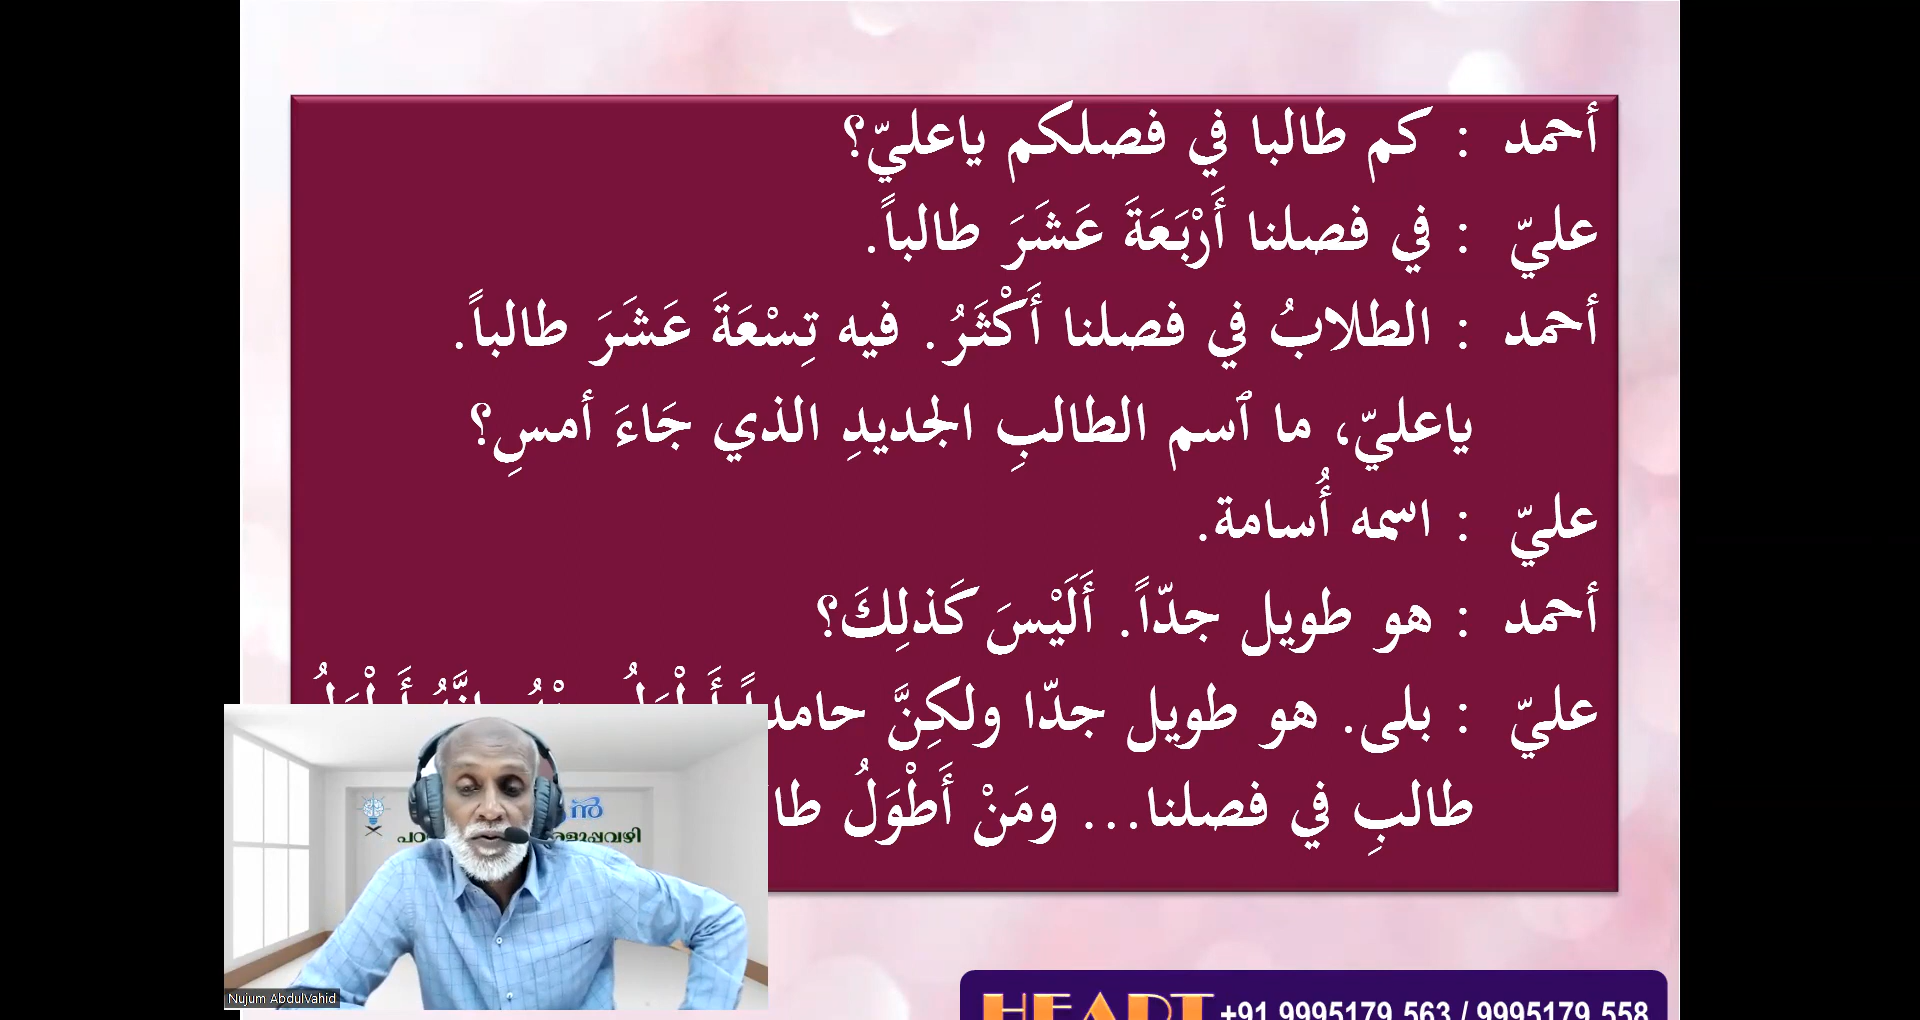 أحمد : كم طالبا في فصلكم ياعليّ؟
عليّ : في فصلنا أَرْبَعَةَ عَشَرَ طالباً.
أحمد : الطلابُ في فصلنا أَكْثَرُ. فيه تِسْعَةَ عَشَرَ طالباً.
ياعليّ، ما ٱسم الطالبِ الجديدِ الذي جَاءَ أمسِ؟
عليّ : اسمه أُسامة.
أحمد : هو طويل جدّاً. أَلَيْسَ كَذلِكَ؟
عليّ : بلى. هو طويل جدّا ولكِنَّ حامداً
طالبِ في فصلنا... ومَنْ أَطْوَلُ
Nujum AbdulVahid
HEART +91 9995179 563 / 9995179 558